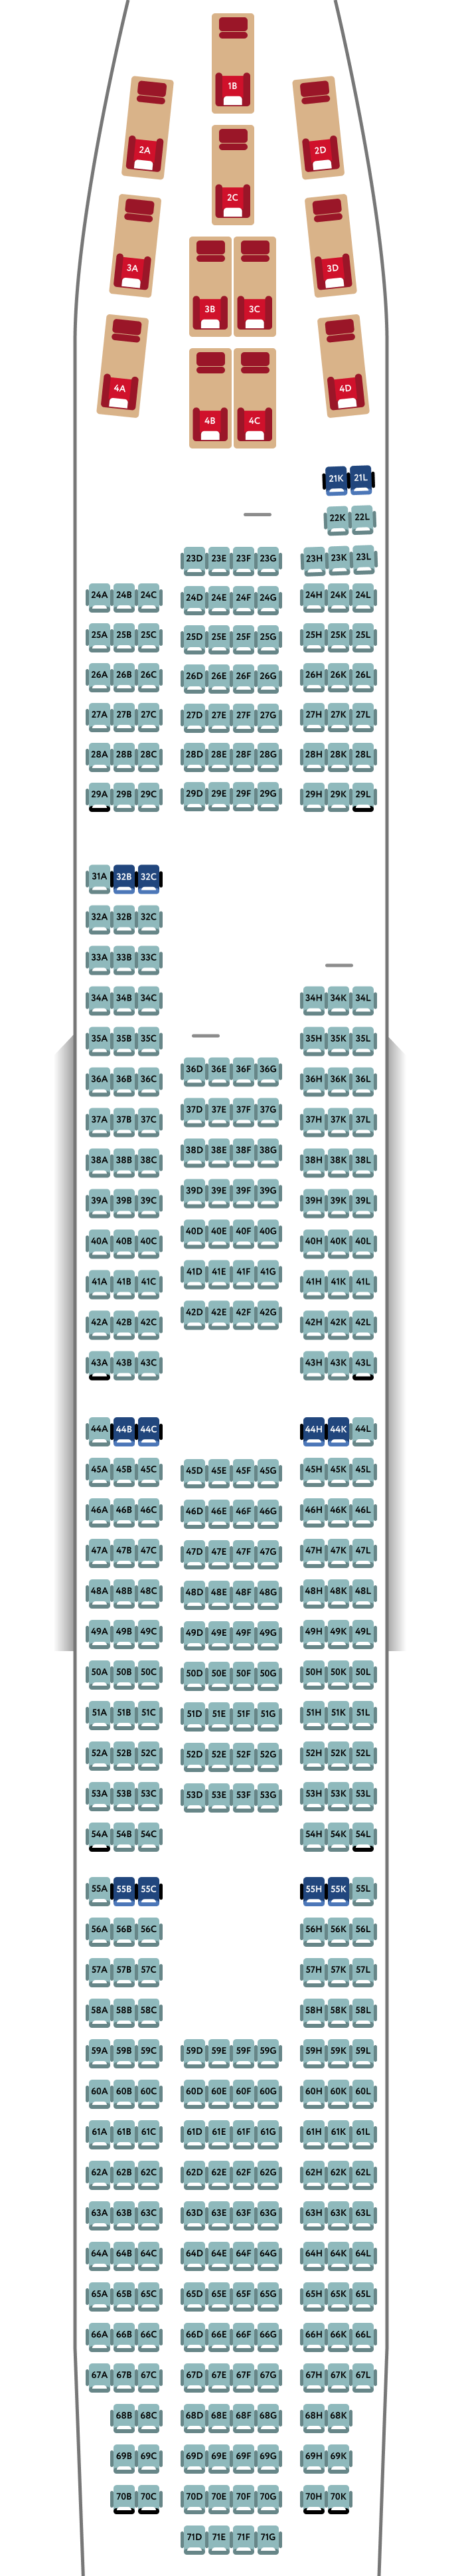 1B
2A 2C 2D
3A 3B 3C 3D
4A 4B 4C 4D
21K 21L
22K 22L
23D 23E 23F 23G 23H 23K 23L
24A 24B 24C 24D 24E 24F 24G 24H 24K 24L
25A 25B 25C 25D 25E 25F 25G 25H 25K 25L
26A 26B 26C 26D 26E 26F 26G 26H 26K 26L
27A 27B 27C 27D 27E 27F 27G 27H 27K 27L
28A 28B 28C 28D 28E 28F 28G 28H 28K 28L
29A 29B 29C 29D 29E 29F 29G 29H 29K 29L
31A 32B 32C
32A 32B 32C
33A 33B 33C
34A 34B 34C 34H 34K 34L
35A 35B 35C 35H 35K 35L
36A 36B 36C 36D 36E 36F 36G 36H 36K 36L
37A 37B 37C 37D 37E 37F 37G 37H 37K 37L
38A 38B 38C 38D 38E 38F 38G 38H 38K 38L
39A 39B 39C 39D 39E 39F 39G 39H 39K 39L
40A 40B 40C 40D 40E 40F 40G 40H 40K 40L
41A 41B 41C 41D 41E 41F 41G 41H 41K 41L
42A 42B 42C 42D 42E 42F 42G 42H 42K 42L
43A 43B 43C 43H 43K 43L
44A 44B 44C 44H 44K 44L
45A 45B 45C 45D 45E 45F 45G 45H 45K 45L
46A 46B 46C 46D 46E 46F 46G 46H 46K 46L
47A 47B 47C 47D 47E 47F 47G 47H 47K 47L
48A 48B 48C 48D 48E 48F 48G 48H 48K 48L
49A 49B 49C 49D 49E 49F 49G 49H 49K 49L
50A 50B 50C 50D 50E 50F 50G 50H 50K 50L
51A 51B 51C 51D 51E 51F 51G 51H 51K 51L
52A 52B 52C 52D 52E 52F 52G 52H 52K 52L
53A 53B 53C 53D 53E 53F 53G 53H 53K 53L
54A 54B 54C 54H 54K 54L
55A 55B 55C 55H 55K 55L
56A 56B 56C 56H 56K 56L
57A 57B 57C 57H 57K 57L
58A 58B 58C 58H 58K 58L
59A 59B 59C 59D 59E 59F 59G 59H 59K 59L
60A 60B 60C 60D 60E 60F 60G 60H 60K 60L
61A 61B 61C 61D 61E 61F 61G 61H 61K 61L
62A 62B 62C 62D 62E 62F 62G 62H 62K 62L
63A 63B 63C 63D 63E 63F 63G 63H 63K 63L
64A 64B 64C 64D 64E 64F 64G 64H 64K 64L
65A 65B 65C 65D 65E 65F 65G 65H 65K 65L
66A 66B 66C 66D 66E 66F 66G 66H 66K 66L
67A 67B 67C 67D 67E 67F 67G 67H 67K 67L
68B 68C 68D 68E 68F 68G 68H 68K
69B 69C 69D 69E 69F 69G 69H 69K
70B 70C 70D 70E 70F 70G 70H 70K
71D 71E 71F 71G